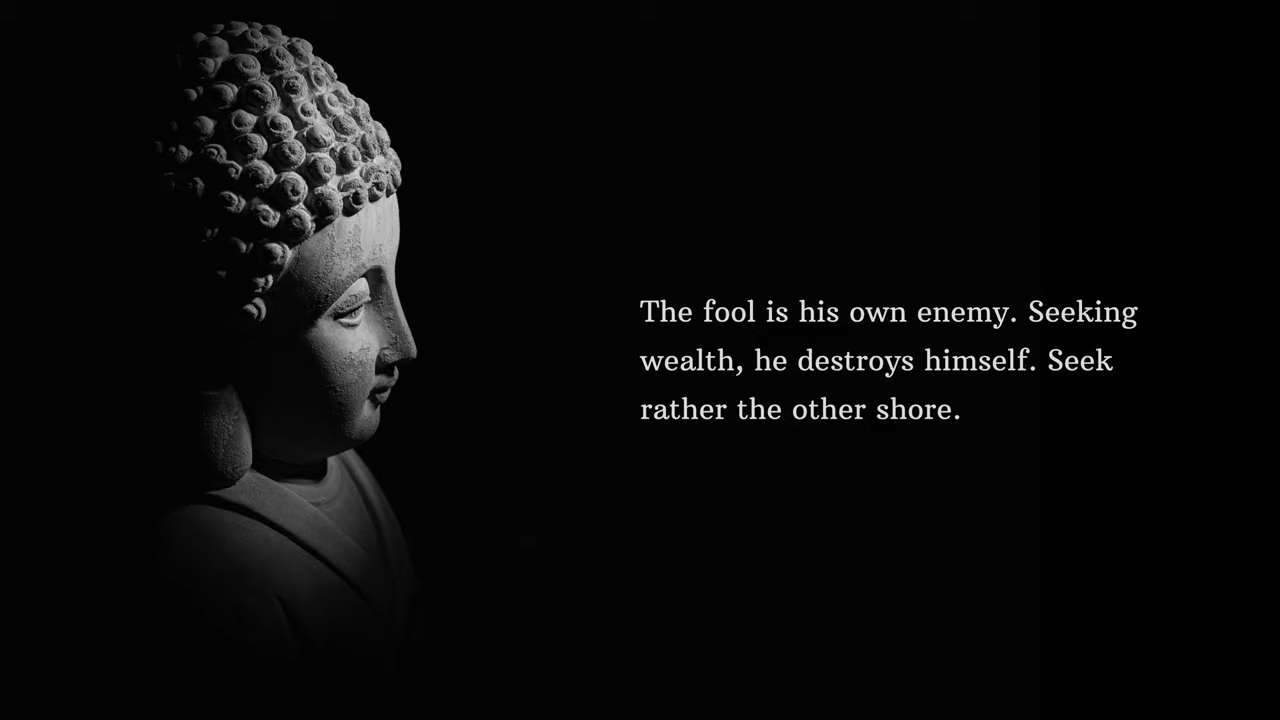 The fool is his own enemy. Seeking
wealth, he destroys himself. Seek
rather the other shore.